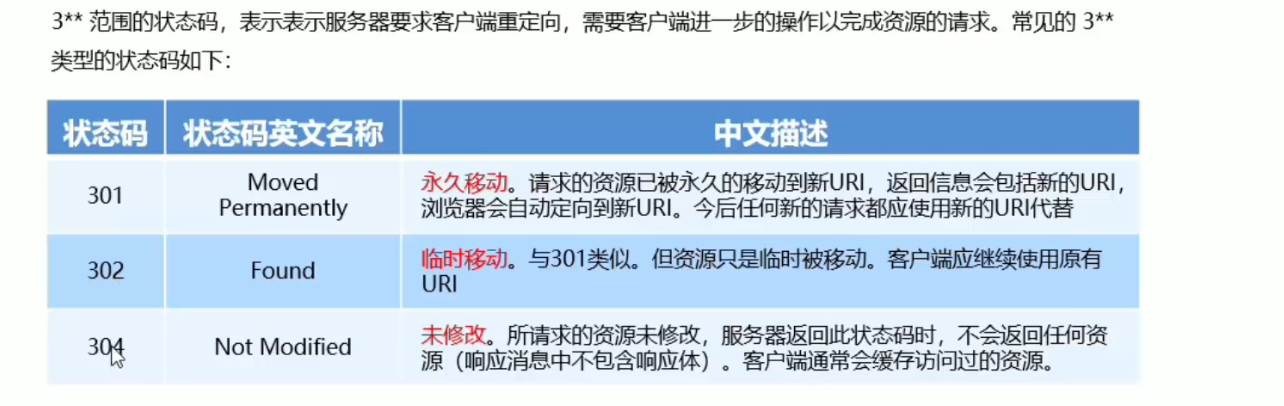 3** 范围的状态码，表示表示服务器要求客户端重定向，需要客户端进一步的操作以完成资源的请求。常见的 3**
类型的状态码如下：
状态码 状态码英文名称 中文描述
301
Moved
Permanently
永久移动。请求的资源已被永久的移动到新URI，返回信息会包括新的URI，
浏览器会自动定向到新URI。今后任何新的请求都应使用新的URI代替
302
Found
临时移动。与301类似。但资源只是临时被移动。客户端应继续使用原有
URI
304
Not Modified
未修改。所请求的资源未修改，服务器返回此状态码时，不会返回任何资
源（响应消息中不包含响应体）。客户端通常会缓存访问过的资源。